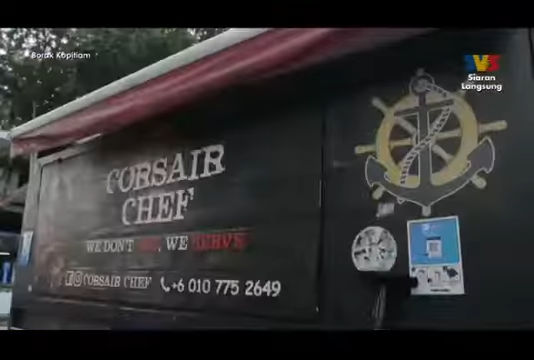 Borak Kopitiam
TV3
Siaran
Langsung
CORSAIR
CHEF
WE DON'T, WE SERVE
CORSAIR CHEF +6 010 775 2649